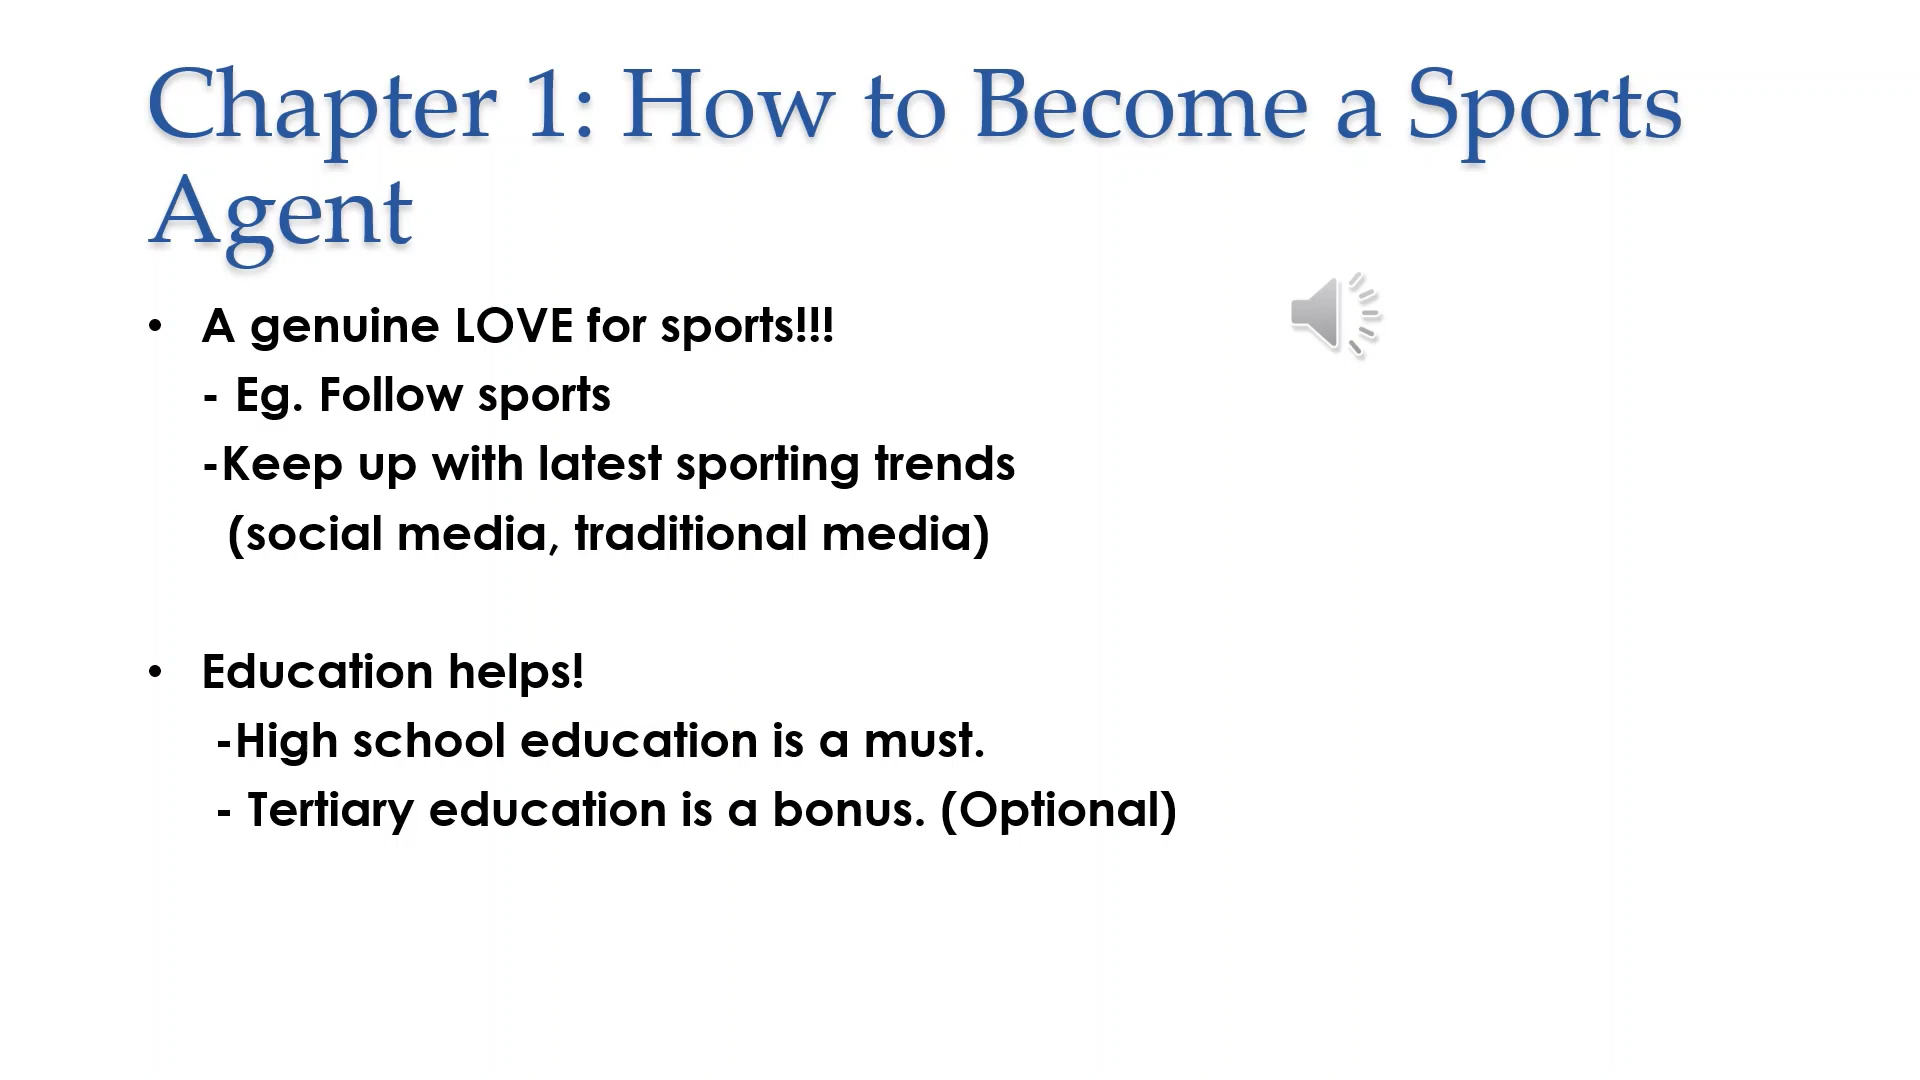 Chapter 1: How to Become a Sports
Agent
• A genuine LOVE for sports!!!
- Eg. Follow sports
-Keep up with latest sporting trends
(social media, traditional media)
• Education helps!
-High school education is a must.
- Tertiary education is a bonus. (Optional)